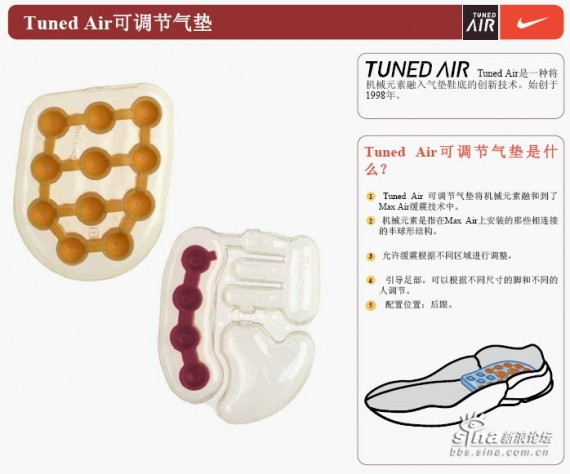 Tuned Air可调节气垫
TUNED
AIR
TUNED AIR Tuned Air是一种将
机械元素融入气垫鞋底的创新技术。始创于
1998年。
Tuned Air可调节气垫是什
么?
1 Tuned Air 可调节气垫将机械元素融和到了
Max Air缓震技术中。
2 机械元素是指在Max Air上安装的那些相连接
的半球形结构。
3 允许缓震根据不同区域进行调整。
4 引导足部。可以根据不同尺寸的脚和不同的
人调节。
5 配置位置：后跟。
sina新浪论坛
bbs.sina.com.cn